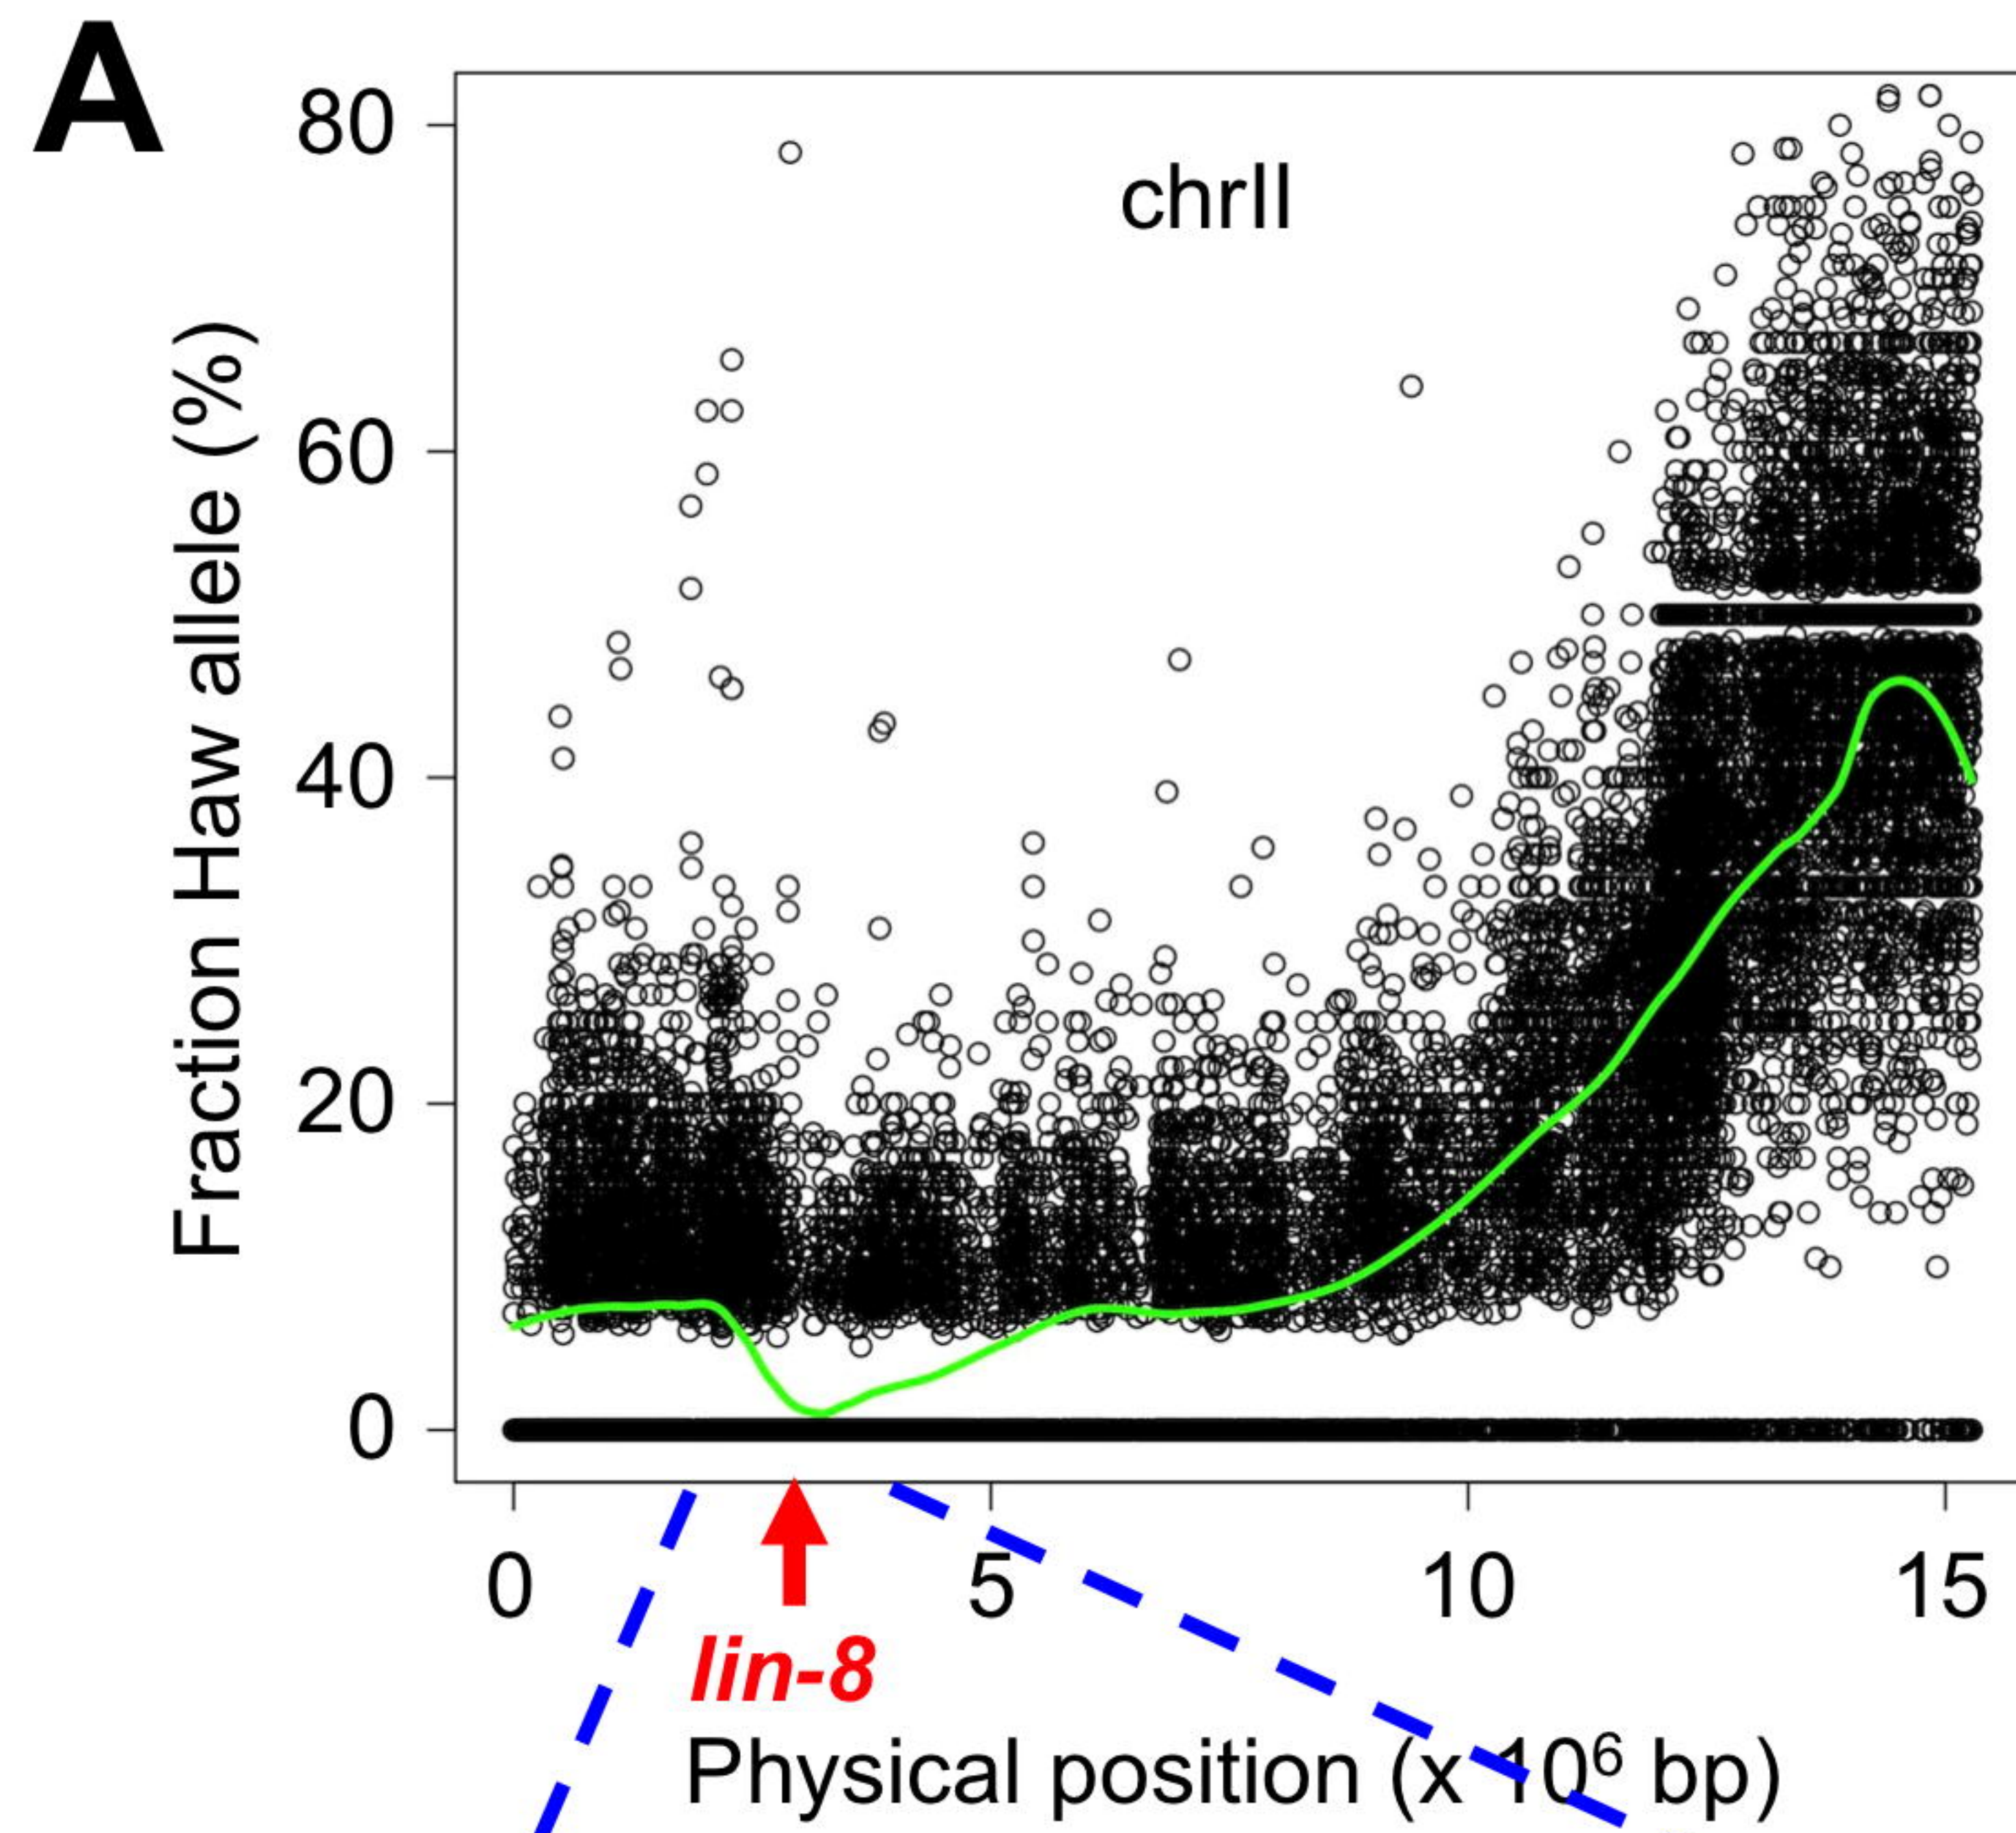 A
chrII
Fraction Haw allele (%)
80
60
40
20
0
0 5 10 15
lin-8
Physical position (x 10⁶ bp)